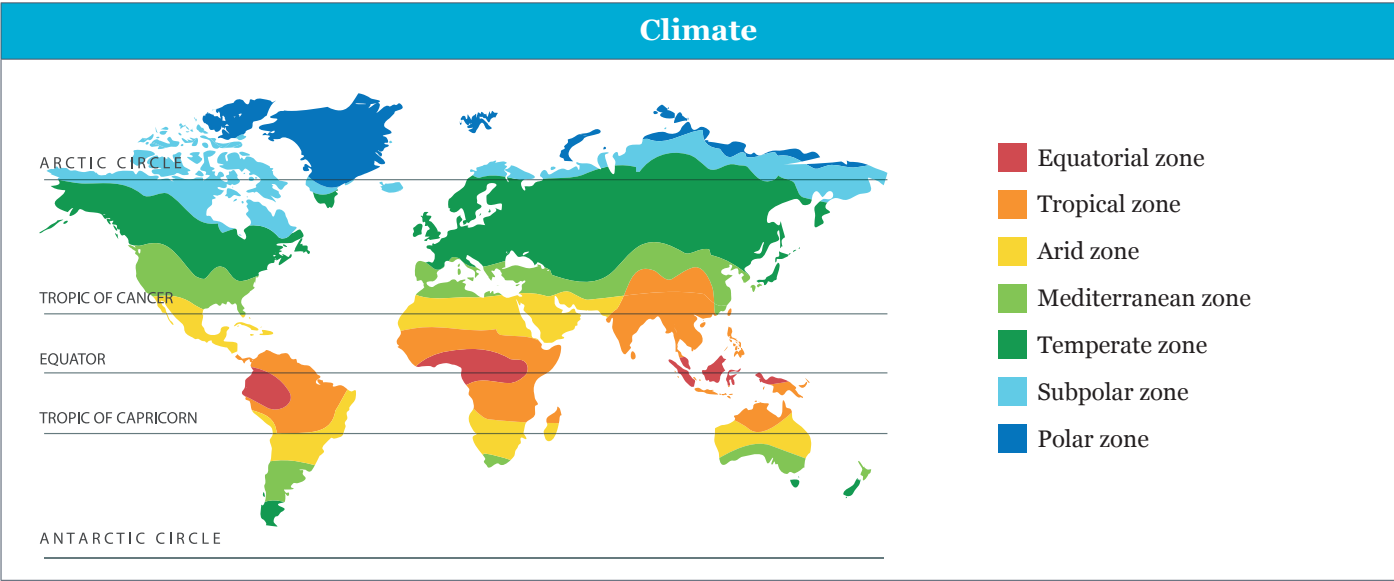 Climate
ARCTIC CIRCLE
TROPIC OF CANCER
EQUATOR
TROPIC OF CAPRICORN
ANTARCTIC CIRCLE
Equatorial zone
Tropical zone
Arid zone
Mediterranean zone
Temperate zone
Subpolar zone
Polar zone